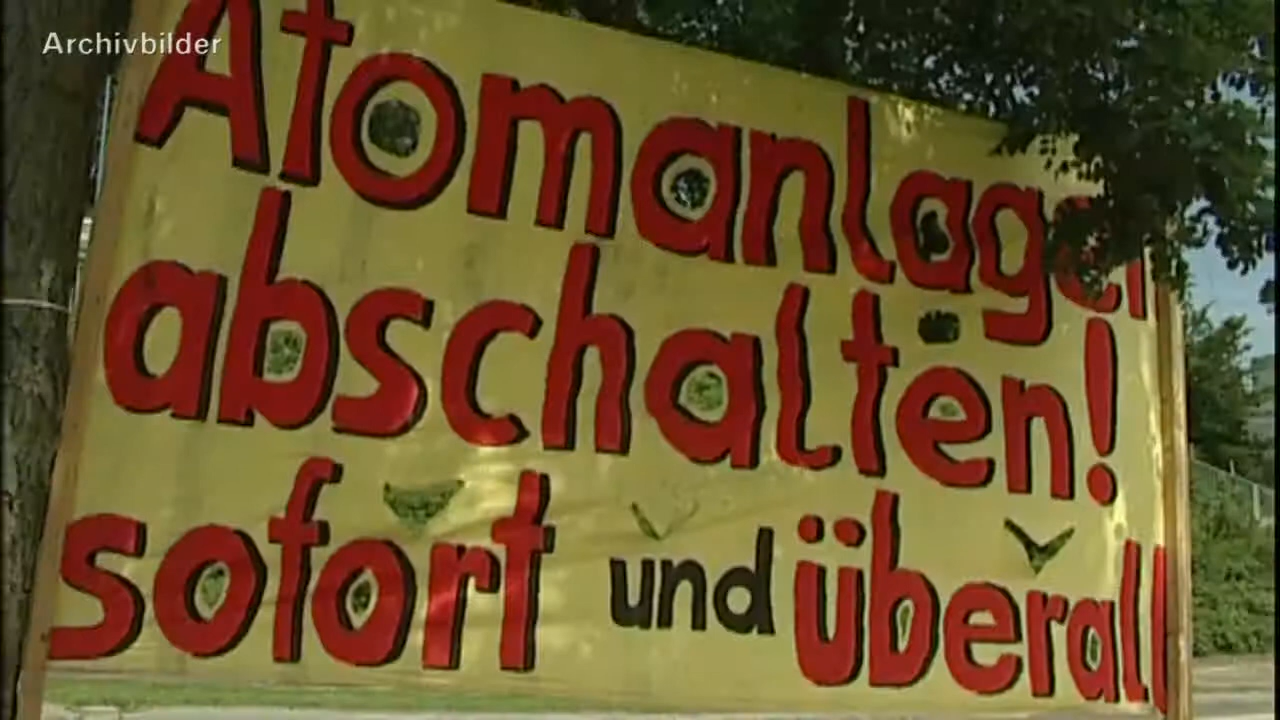 Archivbilder
Atomanlagen
abschalten!
sofort und überall